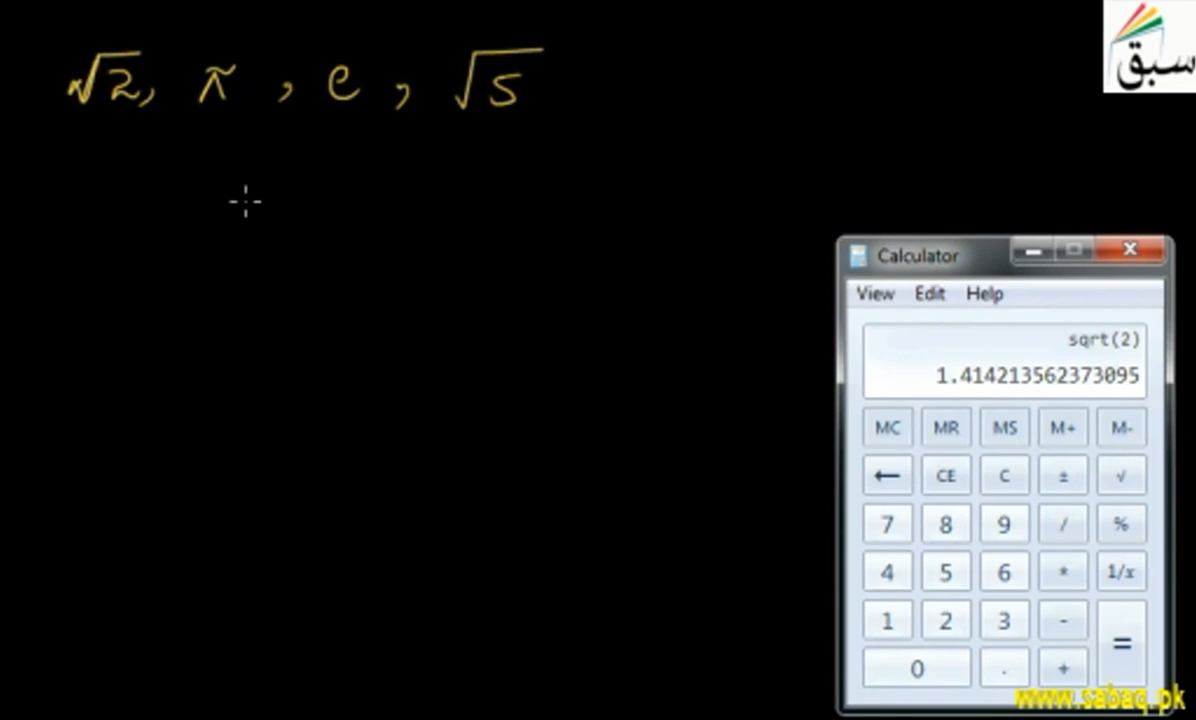 √2, π , e , √5
سبق
Calculator
View Edit Help
sqrt(2)
1.414213562373095
MC MR MS M+ M-
← CE C ± √
7 8 9 / %
4 5 6 * 1/x
1 2 3 - =
0 . +
www.sabaq.pk